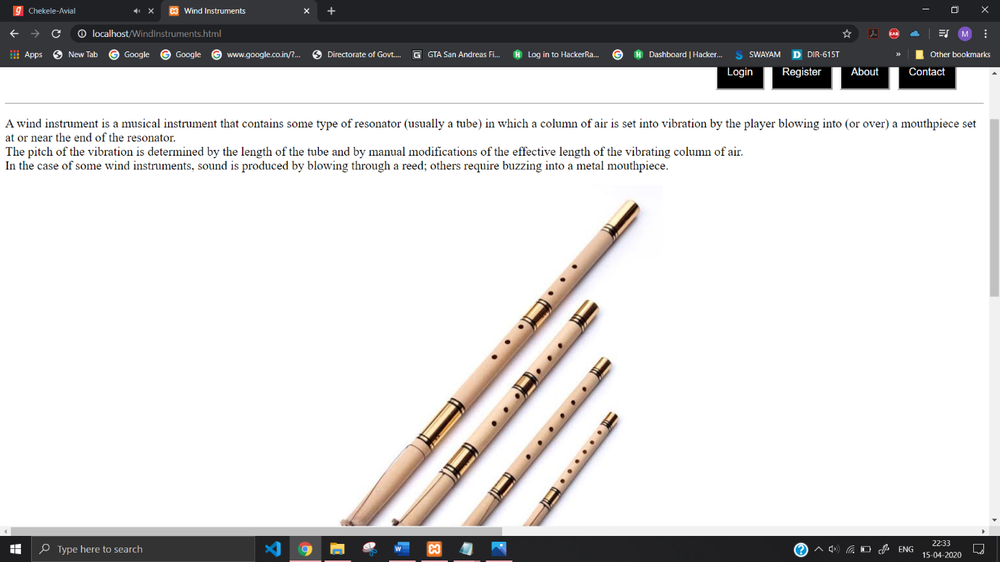 Chekele-Avial
Wind Instruments
localhost/WindInstruments.html
M
Apps
New Tab
Google
Google
www.google.co.in/?...
Directorate of Govt....
GTA San Andreas Fi...
Log in to HackerRa...
Dashboard | Hacker...
SWAYAM
DIR-615T
»
Other bookmarks
Login
Register
About
Contact
A wind instrument is a musical instrument that contains some type of resonator (usually a tube) in which a column of air is set into vibration by the player blowing into (or over) a mouthpiece set
at or near the end of the resonator.
The pitch of the vibration is determined by the length of the tube and by manual modifications of the effective length of the vibrating column of air.
In the case of some wind instruments, sound is produced by blowing through a reed; others require buzzing into a metal mouthpiece.
Type here to search
ENG
22:33
15-04-2020